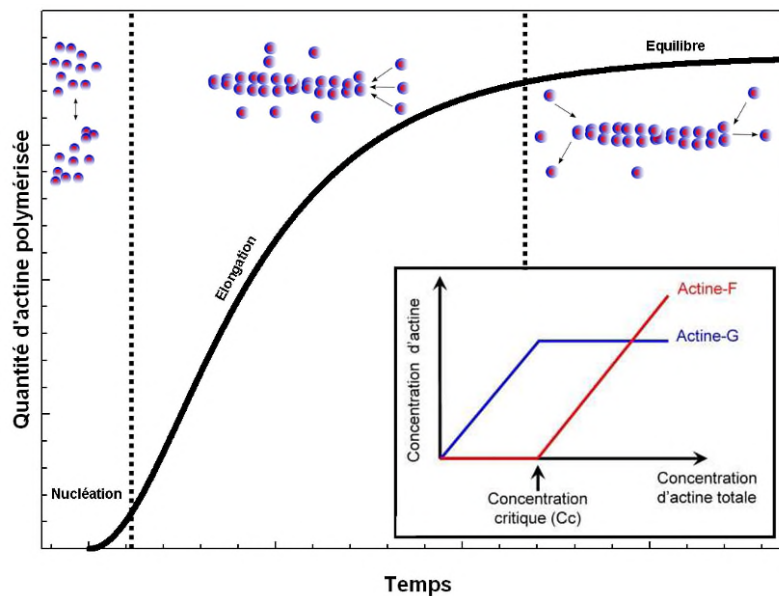 Equilibre
Quantité d'actine polymérisée
Elongation
Nucléation
Concentration
d'actine
Actine-F
Actine-G
Concentration
critique (Cc)
Concentration
d'actine totale
Temps